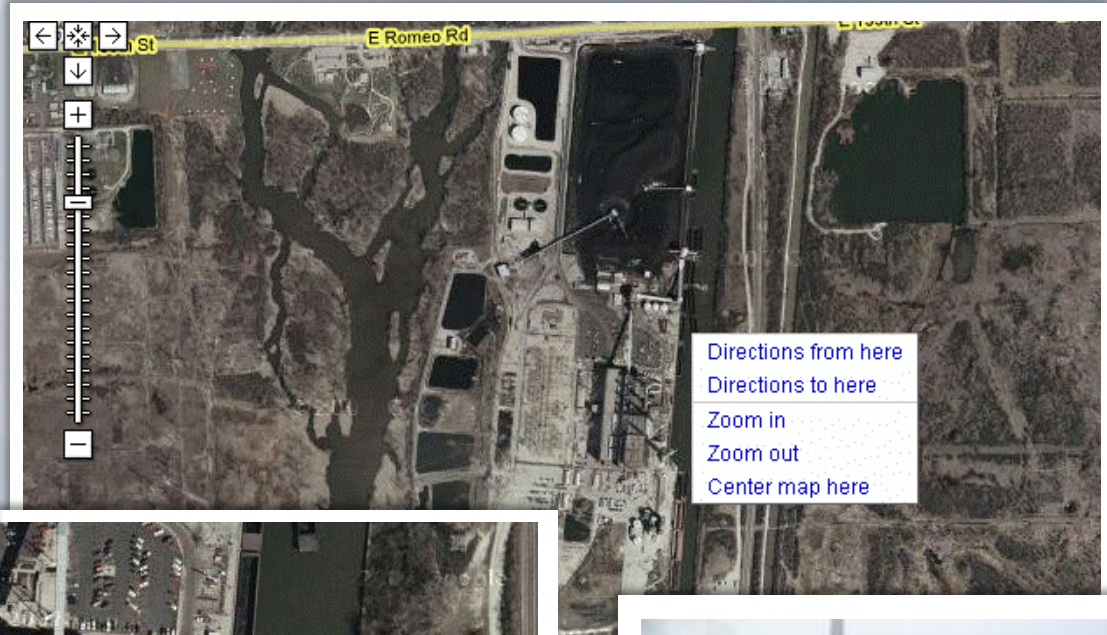 E Romeo Rd
Directions from here
Directions to here
Zoom in
Zoom out
Center map here